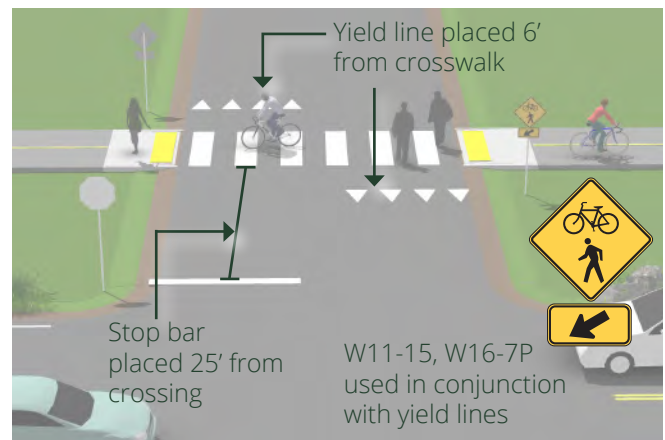 Yield line placed 6’
from crosswalk
Stop bar
placed 25’ from
crossing
W11-15, W16-7P
used in conjunction
with yield lines